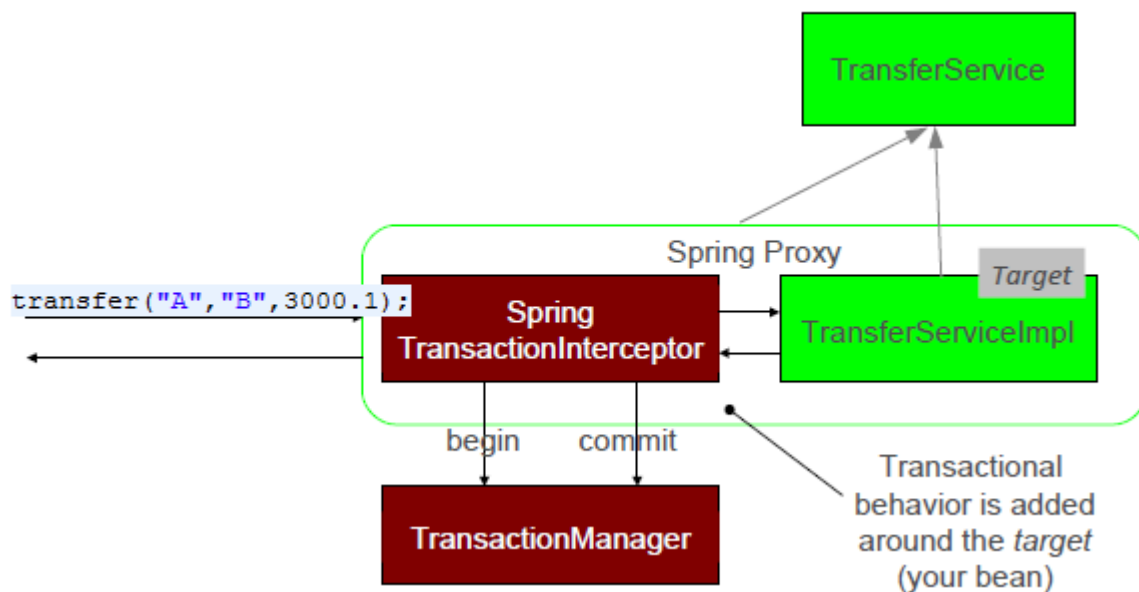 TransferService
Spring Proxy
Target
transfer("A","B",3000.1);
Spring
TransactionInterceptor
TransferServiceImpl
begin
commit
TransactionManager
Transactional
behavior is added
around the target
(your bean)